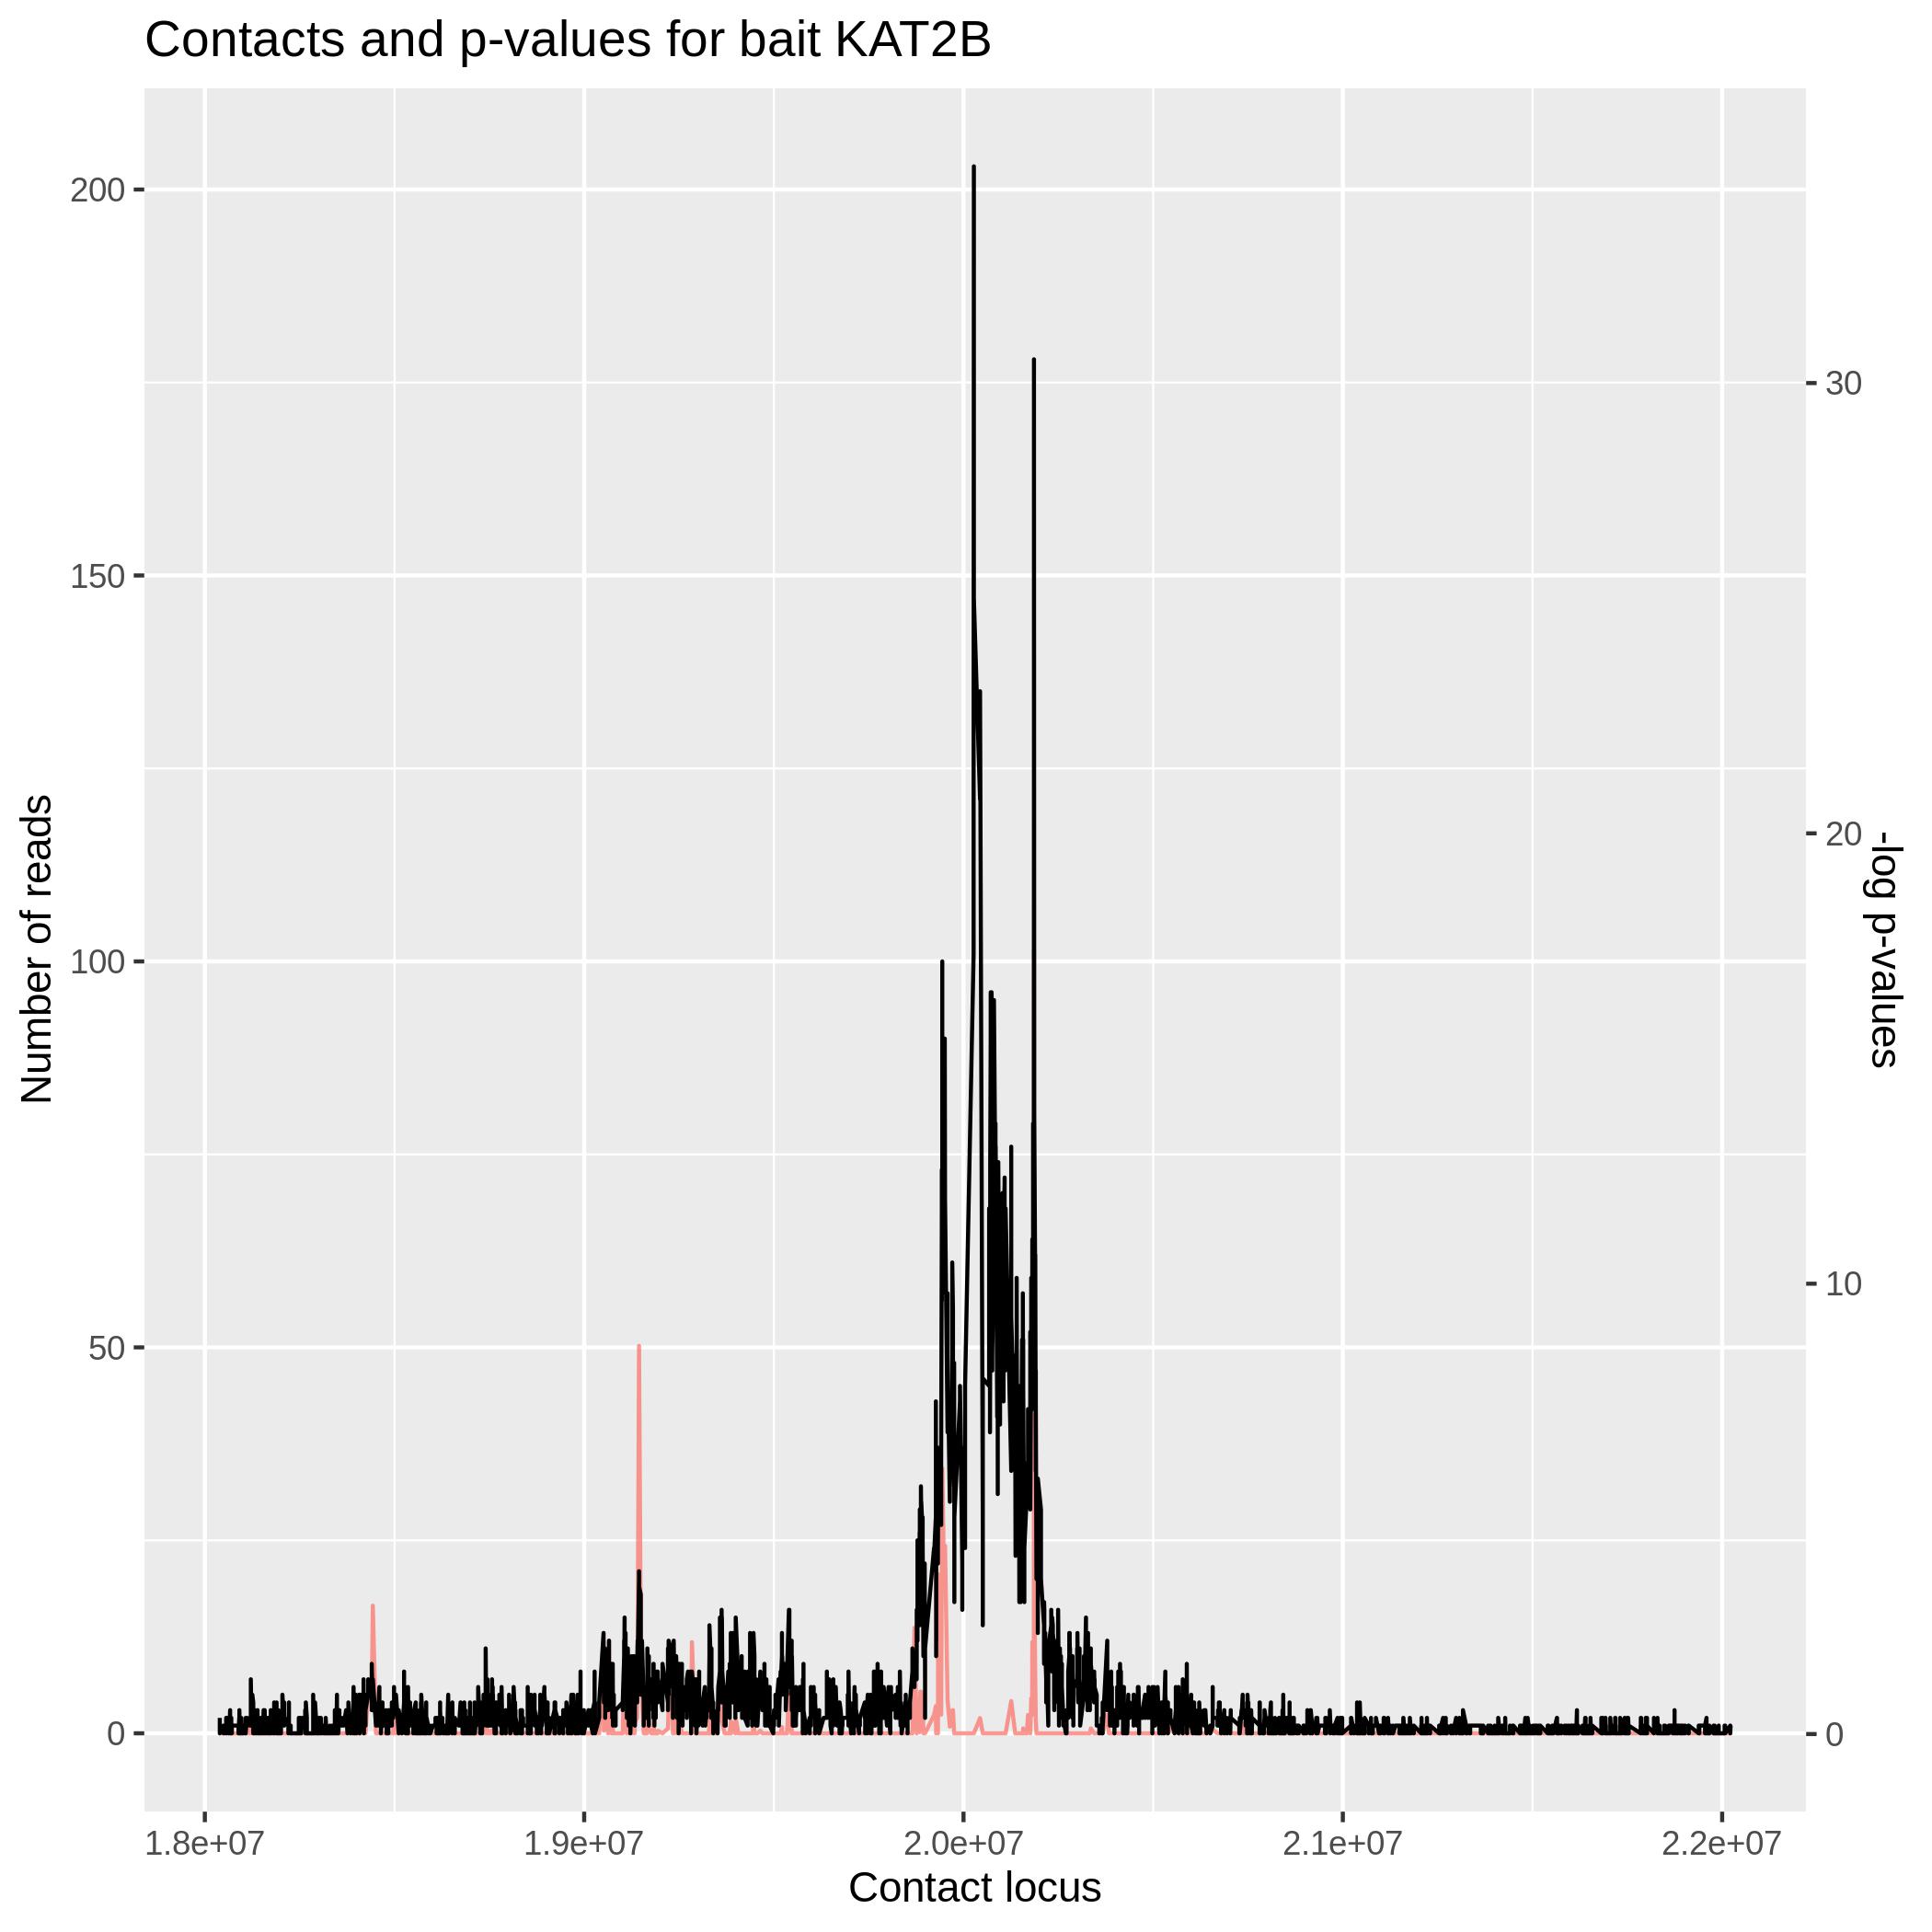 Contacts and p-values for bait KAT2B
Number of reads
200
150
100
50
0
30
20
10
0
-log p-values
1.8e+07
1.9e+07
2.0e+07
2.1e+07
2.2e+07
Contact locus